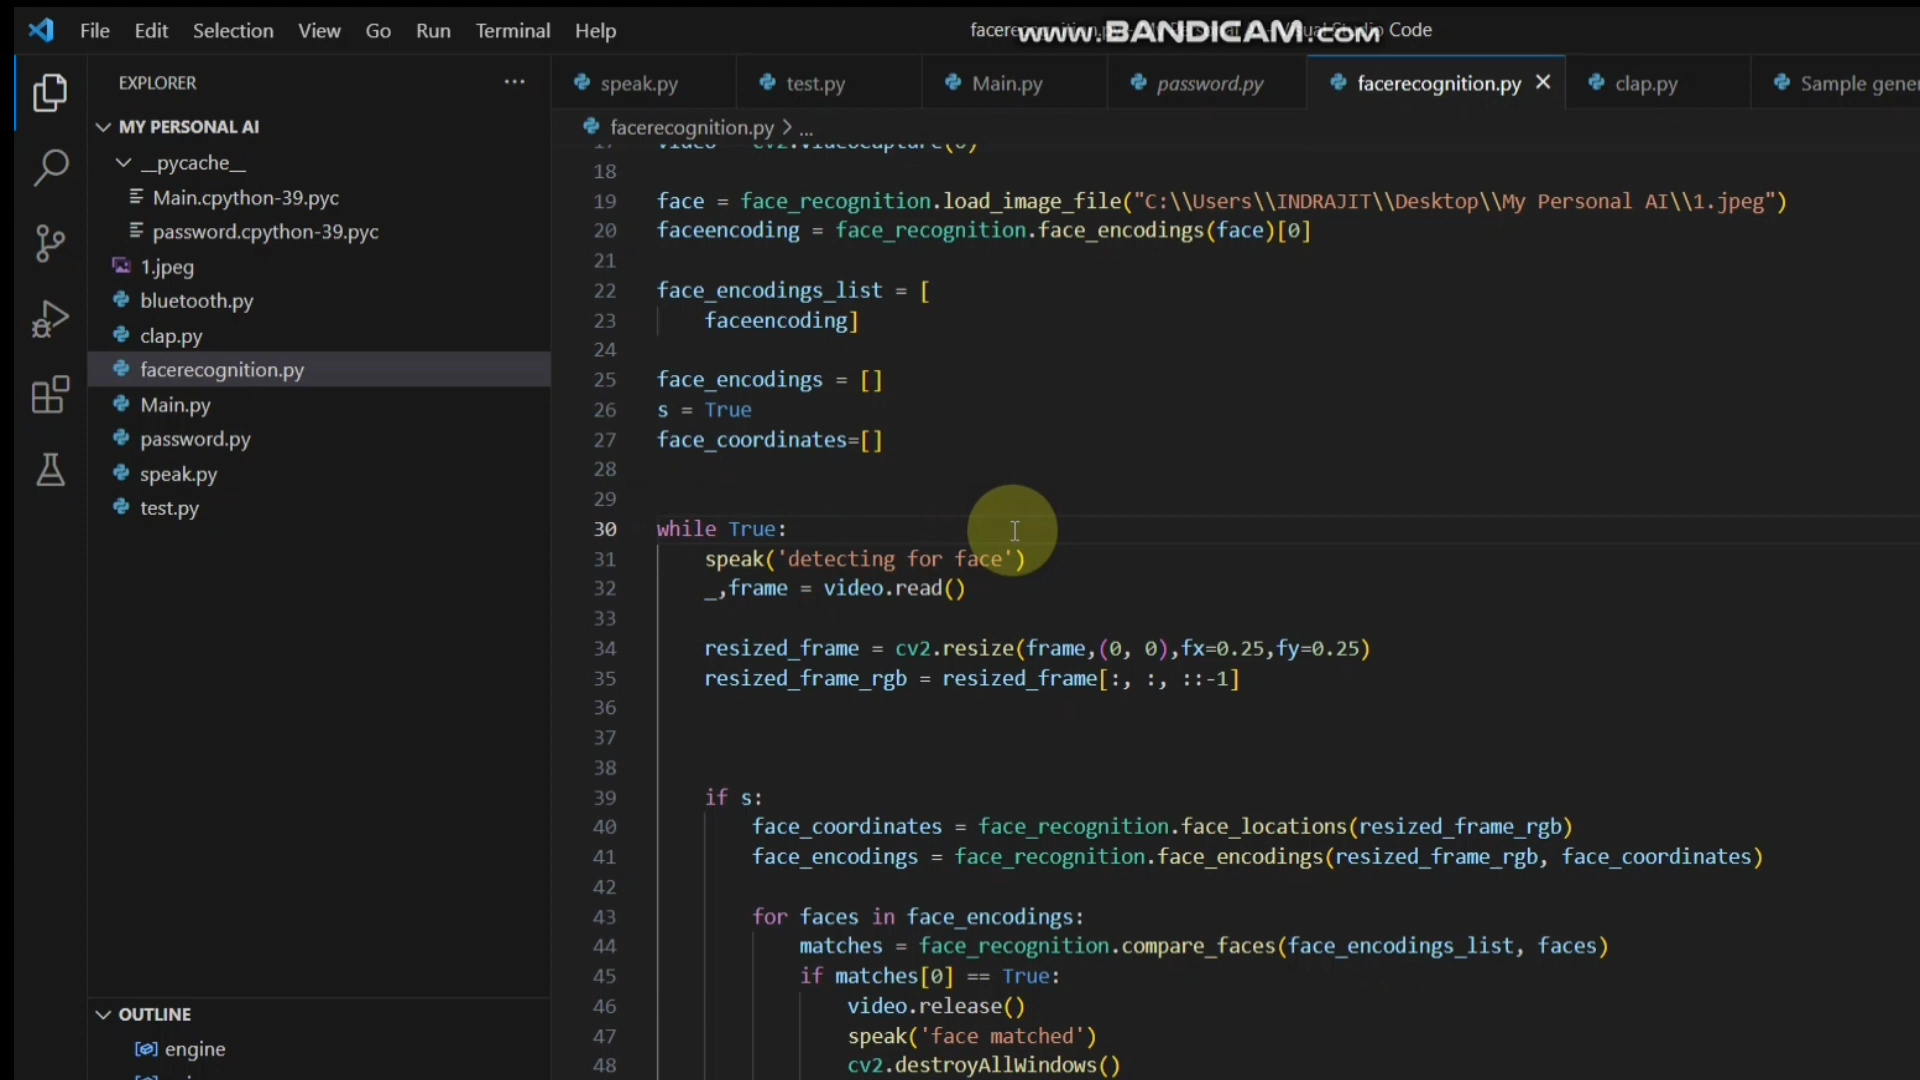 File Edit Selection View Go Run Terminal Help
www.BANDICAM.com
Code
EXPLORER
MY PERSONAL AI
__pycache__
Main.cpython-39.pyc
password.cpython-39.pyc
1.jpeg
bluetooth.py
clap.py
facerecognition.py
Main.py
password.py
speak.py
test.py
OUTLINE
engine
speak.py test.py Main.py password.py facerecognition.py clap.py Sample
facerecognition.py > ...
17 video = cv2.VideoCapture(0)
18
19 face = face_recognition.load_image_file("C:\\Users\\INDRAJIT\\Desktop\\My Personal AI\\1.jpeg")
20 faceencoding = face_recognition.face_encodings(face)[0]
21
22 face_encodings_list = [
23 faceencoding]
24
25 face_encodings = []
26 s = True
27 face_coordinates=[]
28
29
30 while True:
31 speak('detecting for face')
32 _,frame = video.read()
33
34 resized_frame = cv2.resize(frame,(0, 0),fx=0.25,fy=0.25)
35 resized_frame_rgb = resized_frame[:, :, ::-1]
36
37
38
39 if s:
40 face_coordinates = face_recognition.face_locations(resized_frame_rgb)
41 face_encodings = face_recognition.face_encodings(resized_frame_rgb, face_coordinates)
42
43 for faces in face_encodings:
44 matches = face_recognition.compare_faces(face_encodings_list, faces)
45 if matches[0] == True:
46 video.release()
47 speak('face matched')
48 cv2.destroyAllWindows()